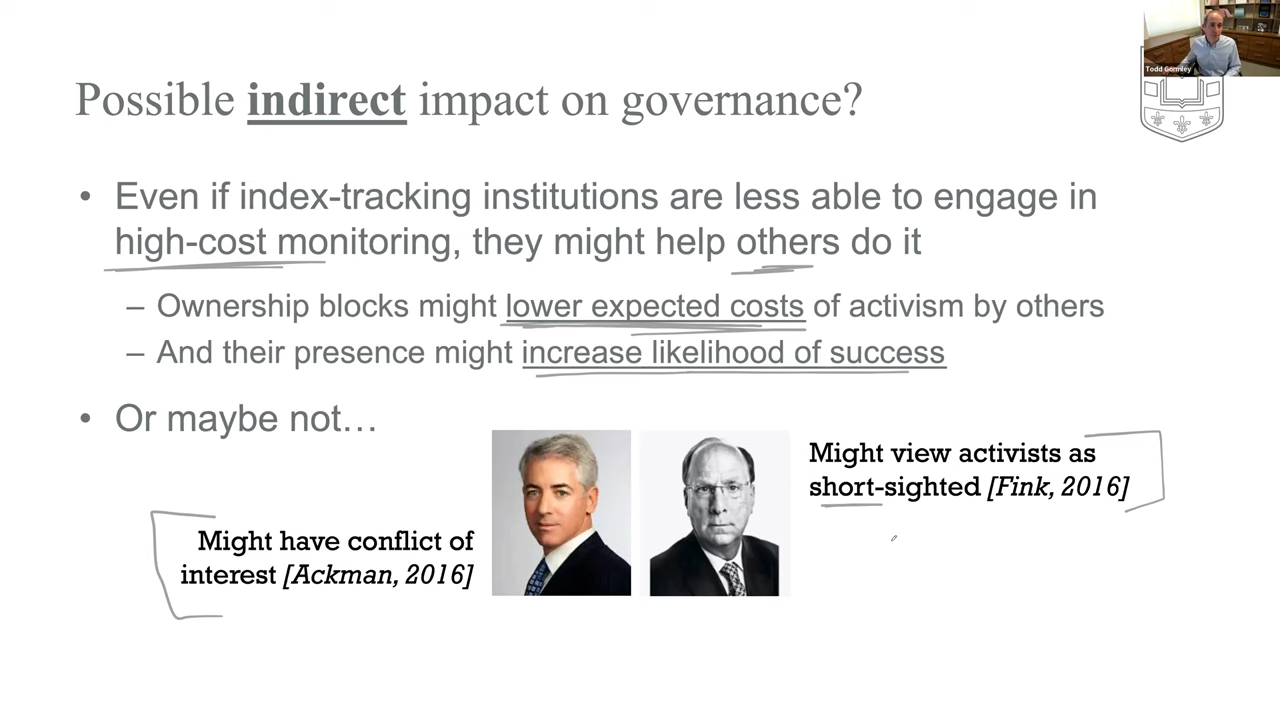 Todd Gormley
Possible indirect impact on governance?
• Even if index-tracking institutions are less able to engage in
high-cost monitoring, they might help others do it
– Ownership blocks might lower expected costs of activism by others
– And their presence might increase likelihood of success
• Or maybe not…
Might view activists as
short-sighted [Fink, 2016]
Might have conflict of
interest [Ackman, 2016]